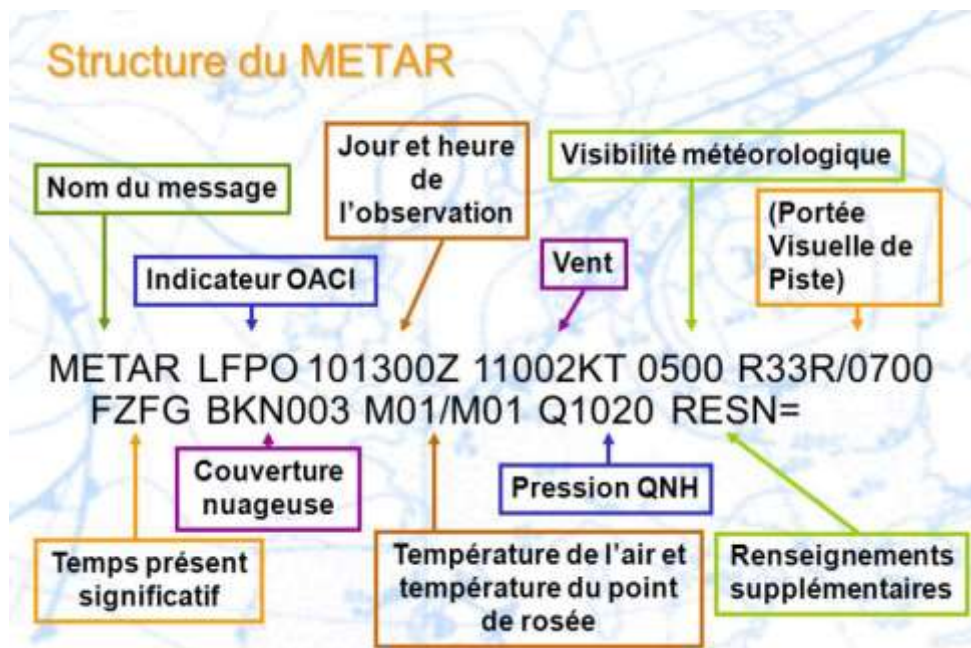 Structure du METAR
Nom du message
Jour et heure
de
l'observation
Visibilité météorologique
(Portée
Visuelle de
Piste)
Indicateur OACI
Vent
METAR LFPO 101300Z 11002KT 0500 R33R/0700
FZFG BKN003 M01/M01 Q1020 RESN=
Couverture
nuageuse
Pression QNH
Temps présent
significatif
Température de l'air et
température du point
de rosée
Renseignements
supplémentaires